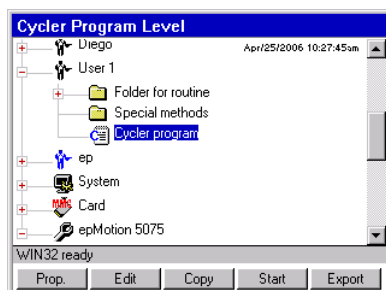 Cycler Program Level
Diego
Apr/25/2006 10:27:45am
User 1
Folder for routine
Special methods
Cycler program
ep
System
MMC Card
epMotion 5075
WIN32 ready
Prop. Edit Copy Start Export